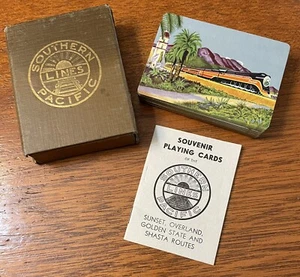 SOUTHERN
LINES
PACIFIC
SOUVENIR
PLAYING CARDS
OF THE
SOUTHERN
LINES
PACIFIC
SUNSET, OVERLAND,
GOLDEN STATE AND
SHASTA ROUTES